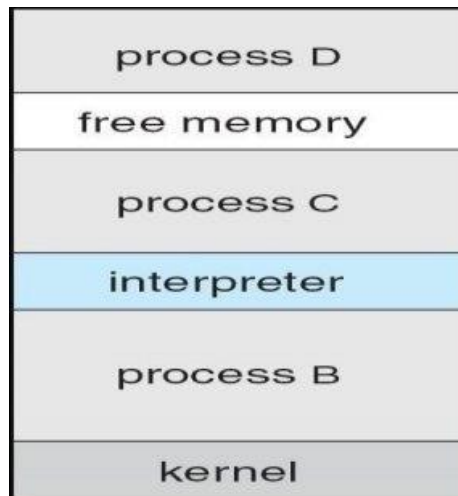 process D
free memory
process C
interpreter
process B
kernel